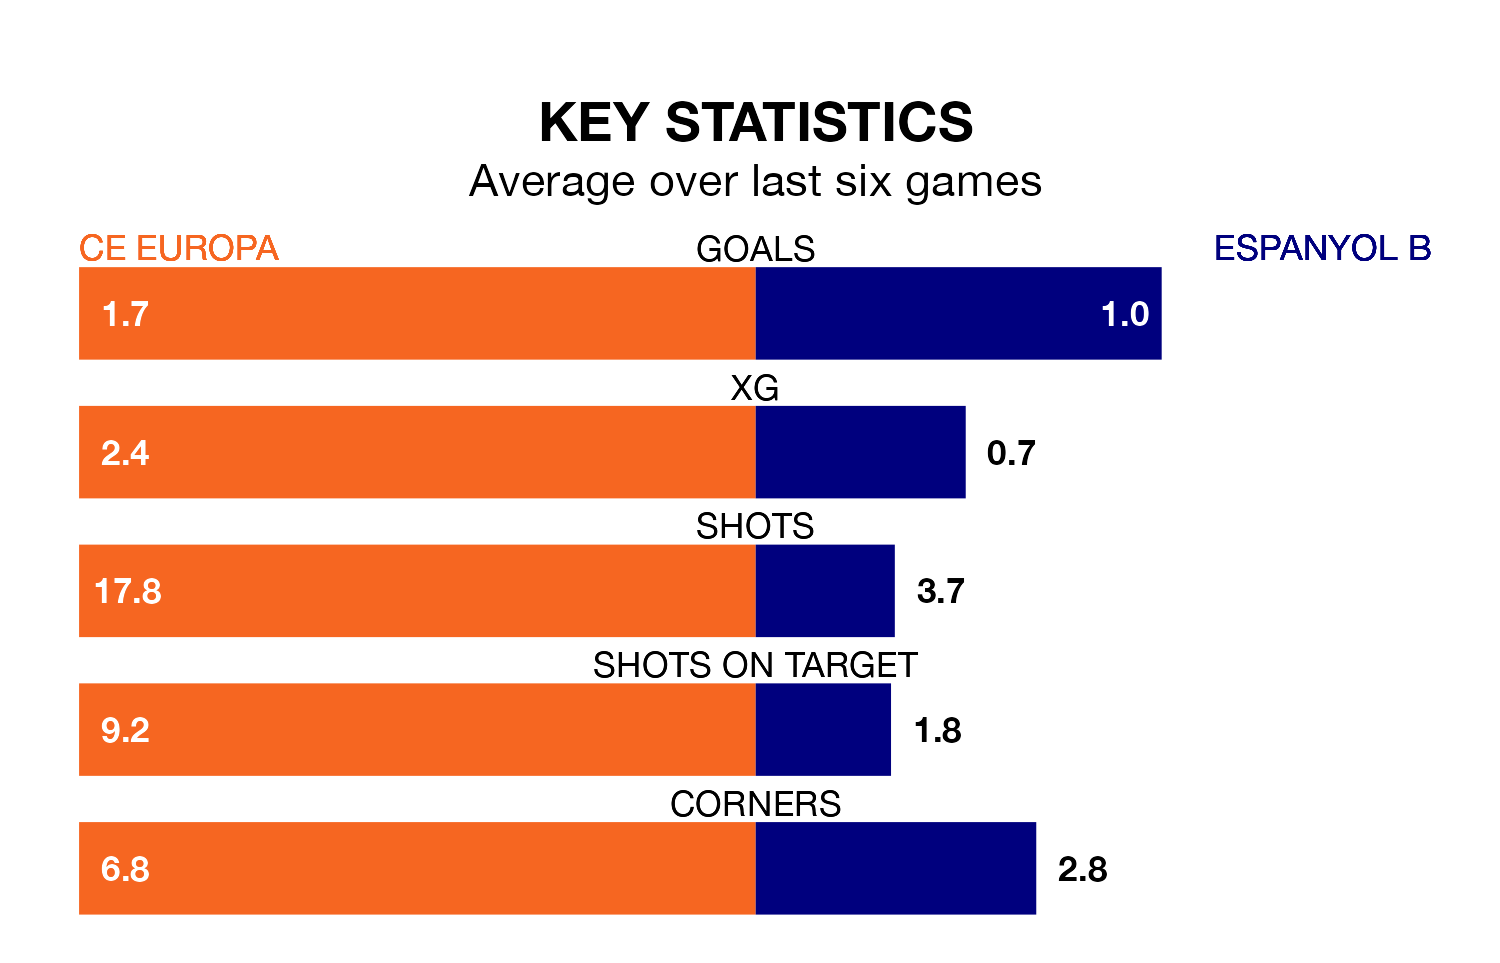 KEY STATISTICS
Average over last six games
CE EUROPA GOALS ESPANYOL B
1.7 1.0
XG
2.4 0.7
SHOTS
17.8 3.7
SHOTS ON TARGET
9.2 1.8
CORNERS
6.8 2.8